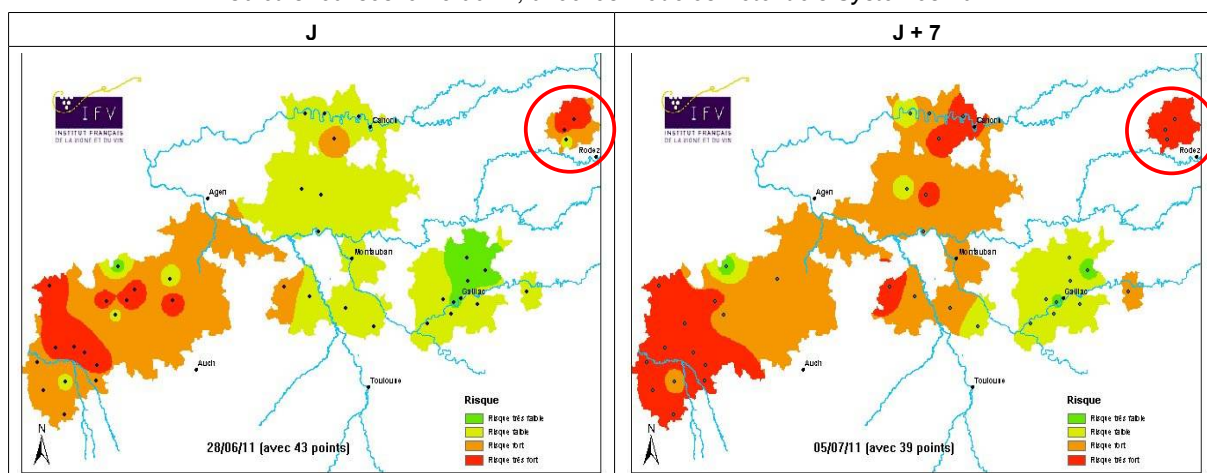 J
J + 7
IFV
INSTITUT FRANÇAIS
DE LA VIGNE ET DU VIN
Cahors
Rodez
Agen
Montauban
Gaillac
Auch
Toulouse
N
28/06/11 (avec 43 points)
Risque
Risque très faible
Risque faible
Risque fort
Risque très fort
IFV
INSTITUT FRANÇAIS
DE LA VIGNE ET DU VIN
Cahors
Rodez
Agen
Montauban
Gaillac
Auch
Toulouse
N
05/07/11 (avec 39 points)
Risque
Risque très faible
Risque faible
Risque fort
Risque très fort